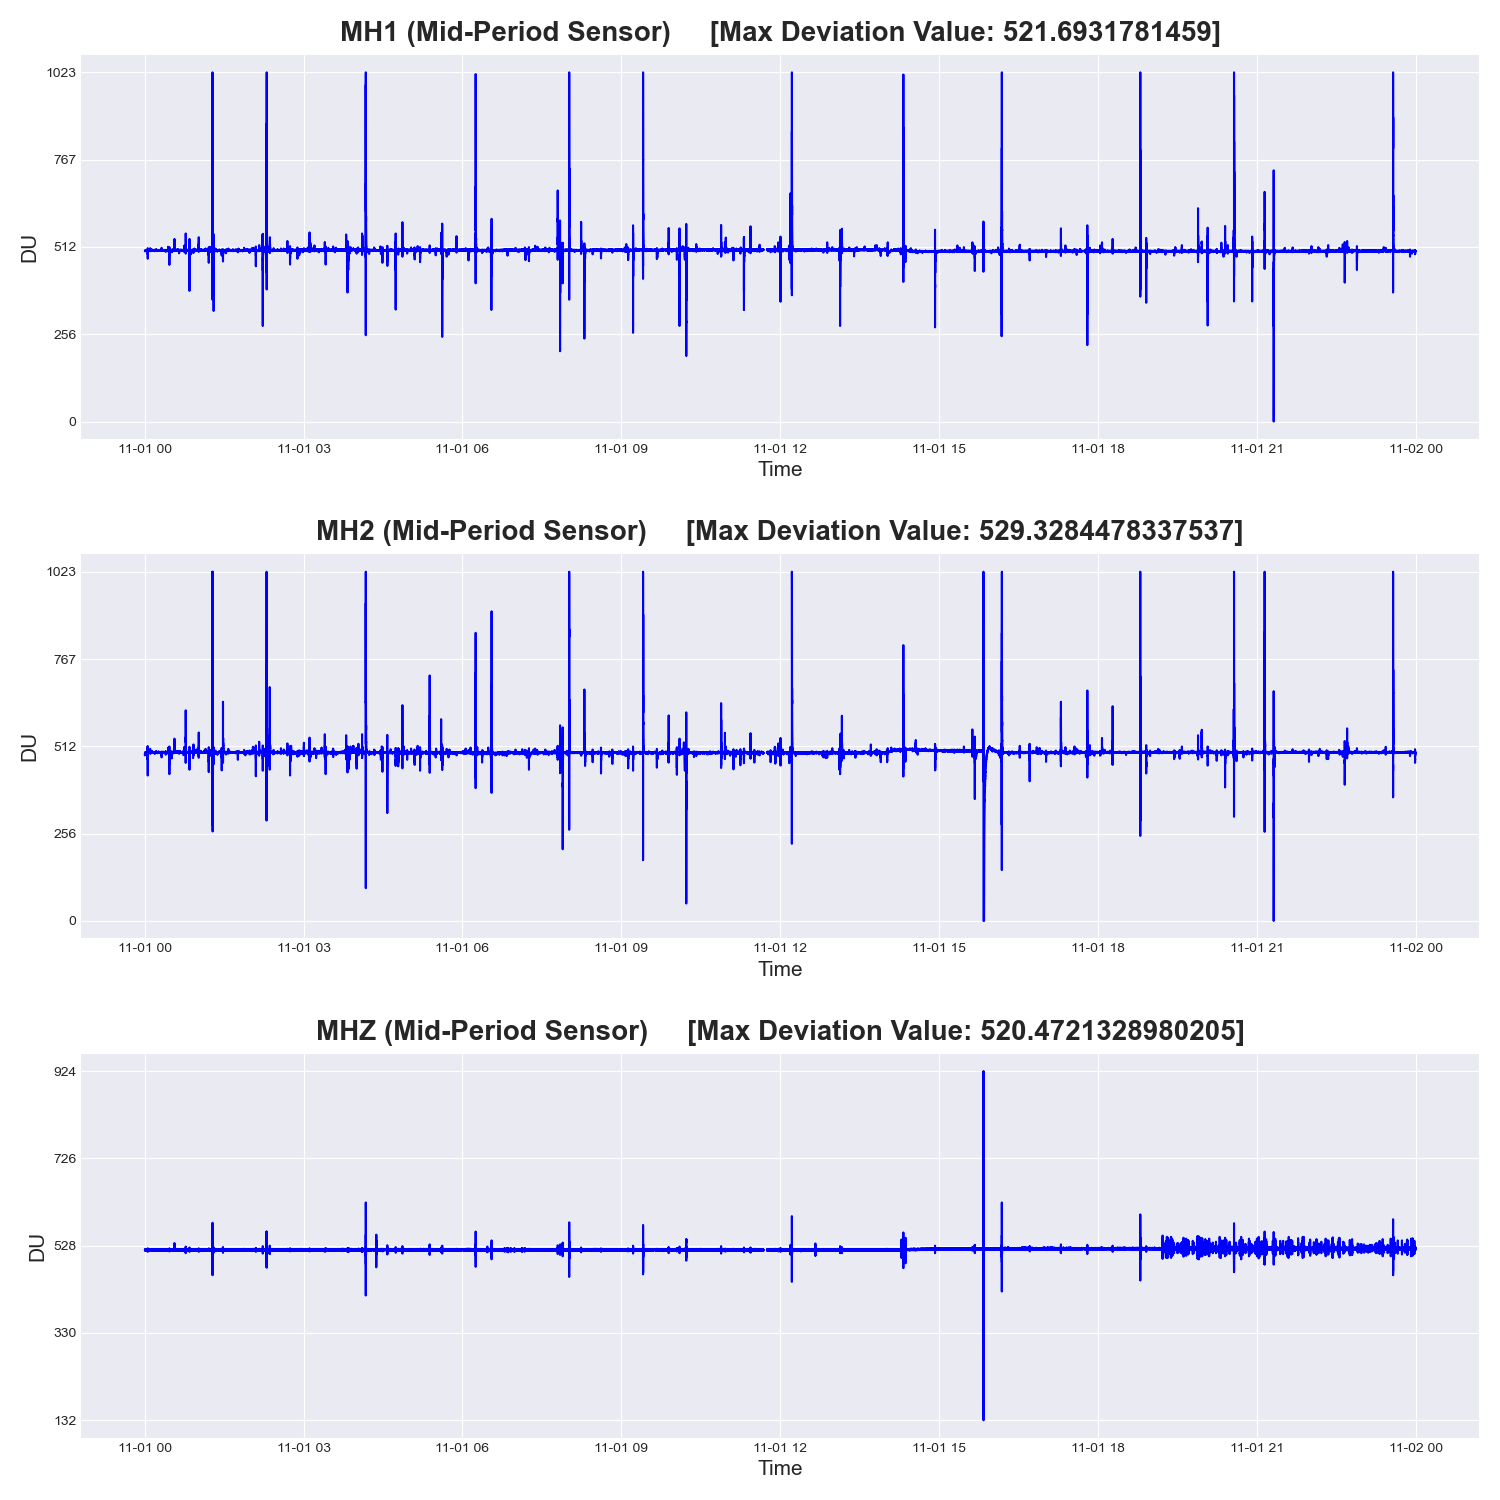 MH1 (Mid-Period Sensor) [Max Deviation Value: 521.6931781459]
1023
767
512
256
0
DU
11-01 00 11-01 03 11-01 06 11-01 09 11-01 12 11-01 15 11-01 18 11-01 21 11-02 00
Time
MH2 (Mid-Period Sensor) [Max Deviation Value: 529.3284478337537]
1023
767
512
256
0
DU
11-01 00 11-01 03 11-01 06 11-01 09 11-01 12 11-01 15 11-01 18 11-01 21 11-02 00
Time
MHZ (Mid-Period Sensor) [Max Deviation Value: 520.4721328980205]
924
726
528
330
132
DU
11-01 00 11-01 03 11-01 06 11-01 09 11-01 12 11-01 15 11-01 18 11-01 21 11-02 00
Time